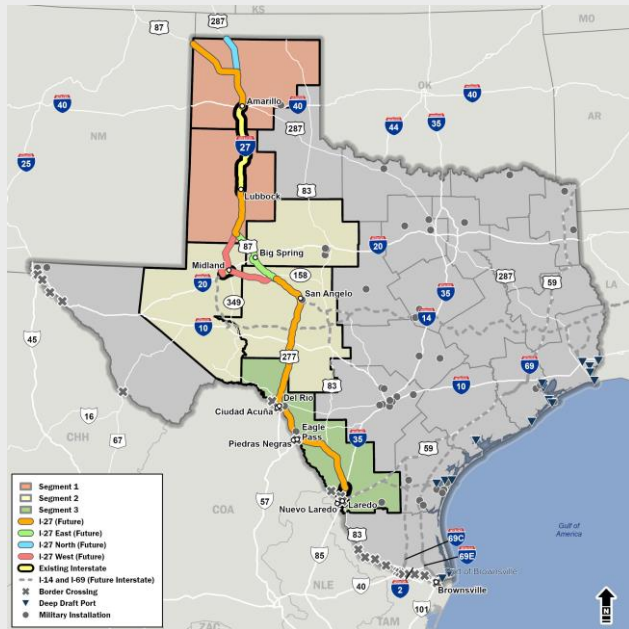 KS
MO
87
287
OK
40
40
Amarillo
40
44
35
AR
NM
287
27
25
Lubbock
83
87
Big Spring
20
287
59
Midland
158
20
San Angelo
35
LA
349
14
10
45
277
69
83
10
Del Rio
Ciudad Acuña
16
Eagle
Pass
CHH
67
Piedras Negras
35
59
Segment 1
Segment 2
Segment 3
I-27 (Future)
I-27 East (Future)
I-27 North (Future)
I-27 West (Future)
Existing Interstate
I-14 and I-69 (Future Interstate)
Border Crossing
Deep Draft Port
Military Installation
COA
57
Laredo
Nuevo Laredo
Gulf of
America
83
69C
85
69E
NLE
Port of Brownsville
40
2
Brownsville
101
ZAC
TAM
N